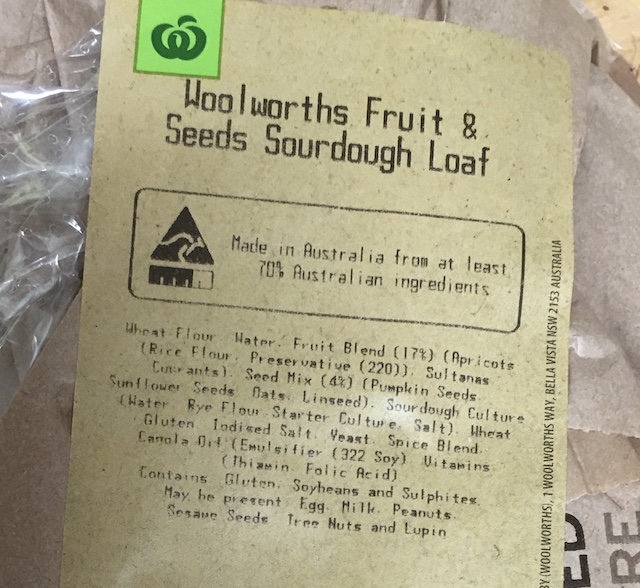 Woolworths Fruit &
Seeds Sourdough Loaf
Made in Australia from at least
70% Australian ingredients
Wheat Flour, Water, Fruit Blend (17%) (Apricots
(Rice Flour, Preservative (220)), Sultanas,
Currants), Seed Mix (4%) (Pumpkin Seeds,
Sunflower Seeds, Oats, Linseed), Sourdough Culture
(Water, Rye Flour, Starter Culture, Salt), Wheat
Gluten, Iodised Salt, Yeast, Spice Blend,
Canola Oil (Emulsifier (322 Soy), Vitamins
(Thiamin, Folic Acid)
Contains Gluten, Soybeans and Sulphites.
May be present Egg, Milk, Peanuts,
Sesame Seeds, Tree Nuts and Lupin
BY (WOOLWORTHS), 1 WOOLWORTHS WAY, BELLA VISTA NSW 2153 AUSTRALIA